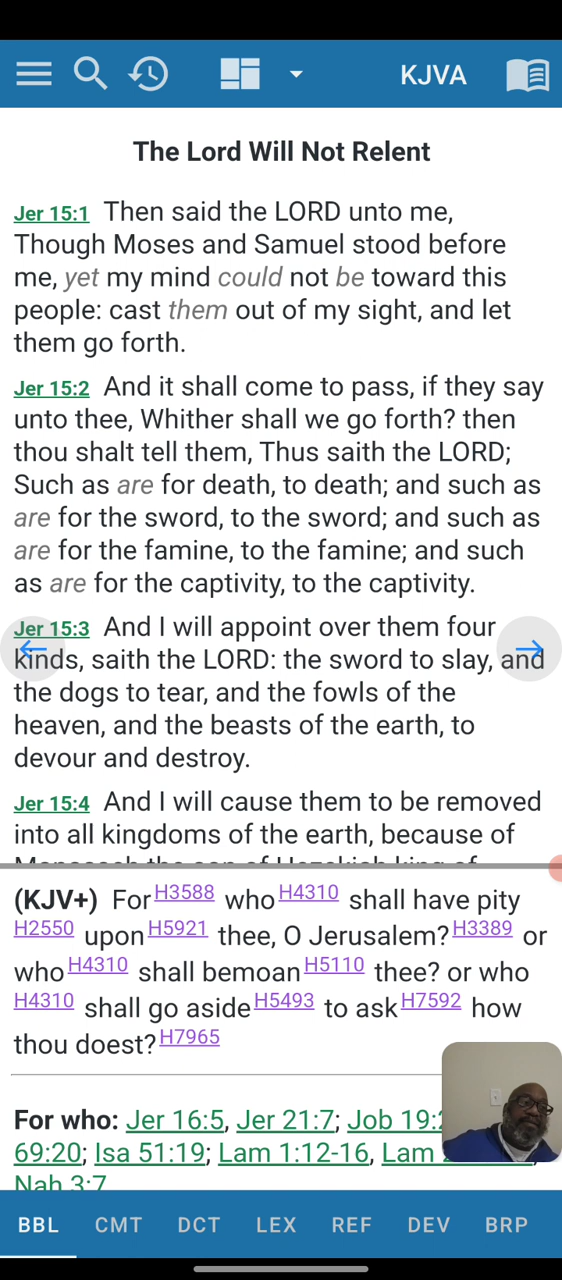 KJVA
The Lord Will Not Relent
Jer 15:1 Then said the LORD unto me,
Though Moses and Samuel stood before
me, yet my mind could not be toward this
people: cast them out of my sight, and let
them go forth.
Jer 15:2 And it shall come to pass, if they say
unto thee, Whither shall we go forth? then
thou shalt tell them, Thus saith the LORD;
Such as are for death, to death; and such as
are for the sword, to the sword; and such as
are for the famine, to the famine; and such
as are for the captivity, to the captivity.
Jer 15:3 And I will appoint over them four
kinds, saith the LORD: the sword to slay, and
the dogs to tear, and the fowls of the
heaven, and the beasts of the earth, to
devour and destroy.
Jer 15:4 And I will cause them to be removed
into all kingdoms of the earth, because of
Manasseh the son of Hezekiah king of
(KJV+) For H3588 who H4310 shall have pity
H2550 upon H5921 thee, O Jerusalem? H3389 or
who H4310 shall bemoan H5110 thee? or who
H4310 shall go aside H5493 to ask H7592 how
thou doest? H7965
For who: Jer 16:5, Jer 21:7; Job
69:20; Isa 51:19; Lam 1:12-16, Lam
Nah 3:7
BBL CMT DCT LEX REF DEV BRP